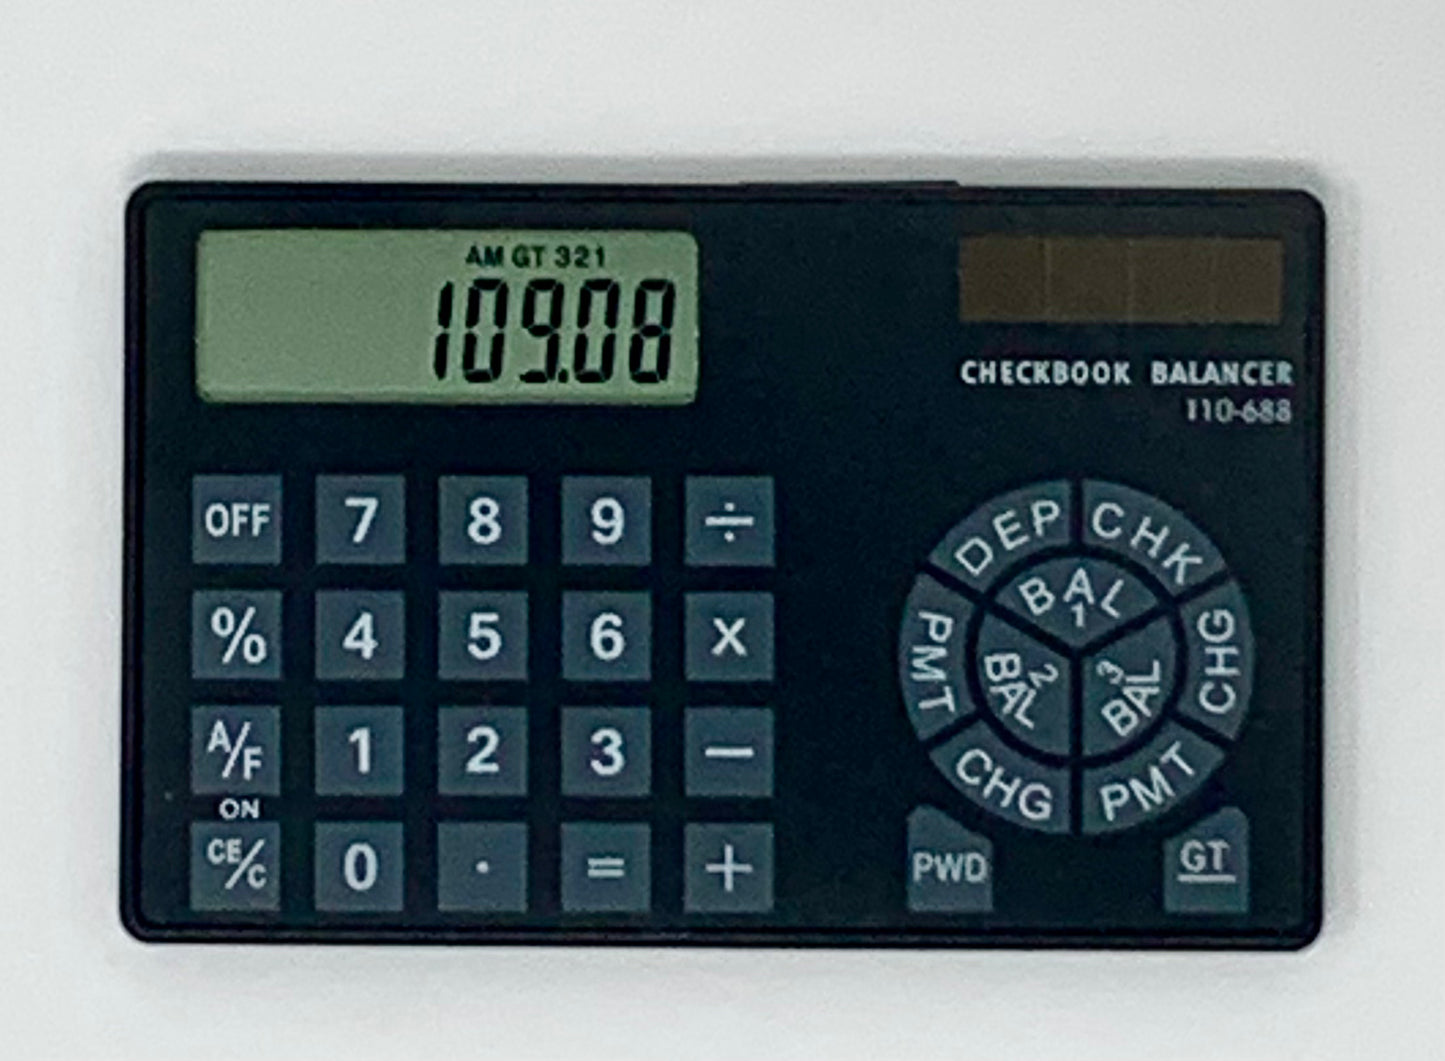 AM GT 321
109.08
CHECKBOOK BALANCER
110-688
OFF 7 8 9 ÷
% 4 5 6 X
A/F 1 2 3 −
ON
CE/C 0 · = +
DEP CHK
BAL 1
PMT BAL 2 BAL 3 CHG
CHG PMT
PWD GT